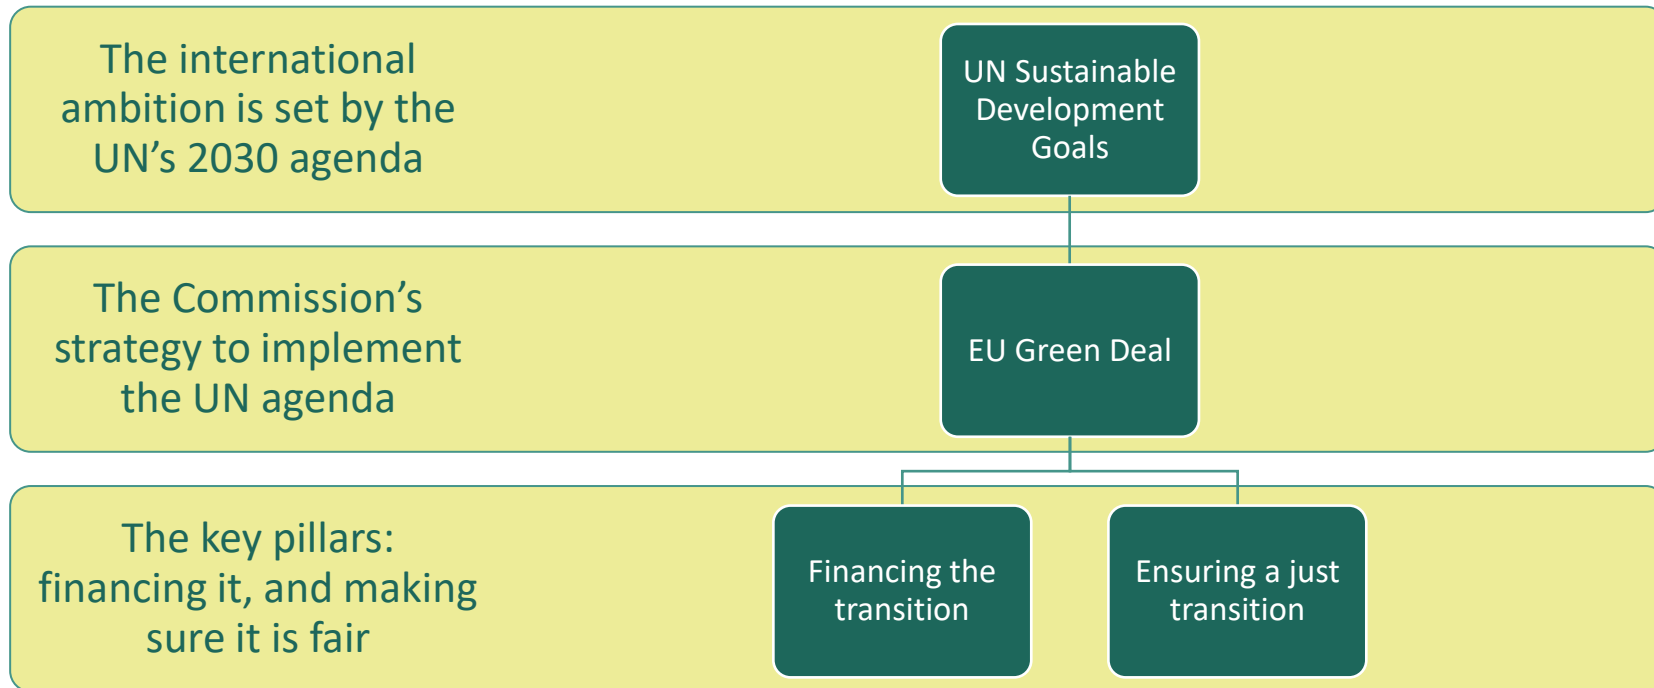 The international
ambition is set by the
UN’s 2030 agenda
UN Sustainable
Development
Goals
The Commission’s
strategy to implement
the UN agenda
EU Green Deal
The key pillars:
financing it, and making
sure it is fair
Financing the
transition
Ensuring a just
transition